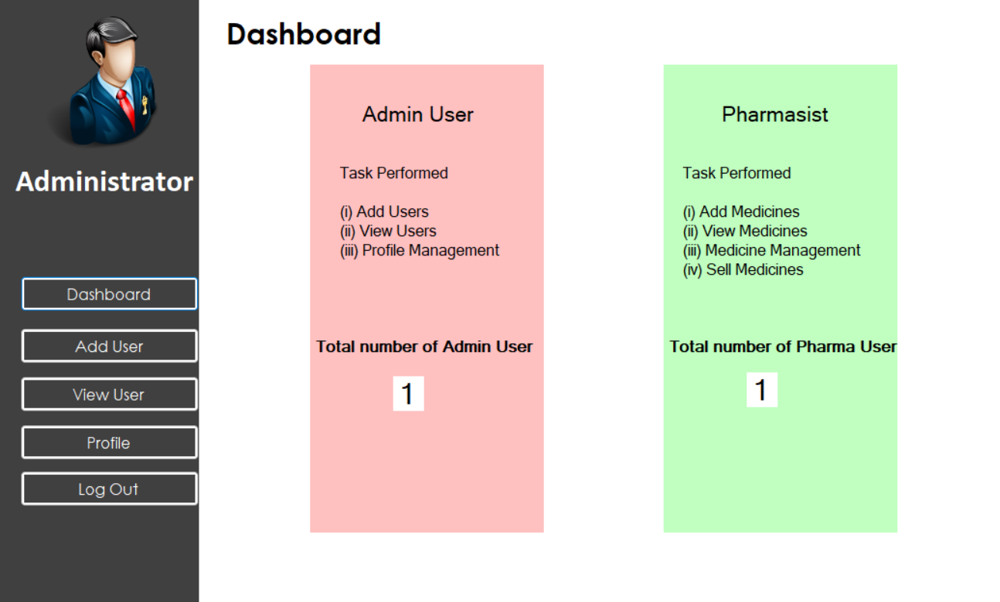 Administrator
Dashboard
Add User
View User
Profile
Log Out
Dashboard
Admin User
Task Performed
(i) Add Users
(ii) View Users
(iii) Profile Management
Total number of Admin User
1
Pharmasist
Task Performed
(i) Add Medicines
(ii) View Medicines
(iii) Medicine Management
(iv) Sell Medicines
Total number of Pharma User
1